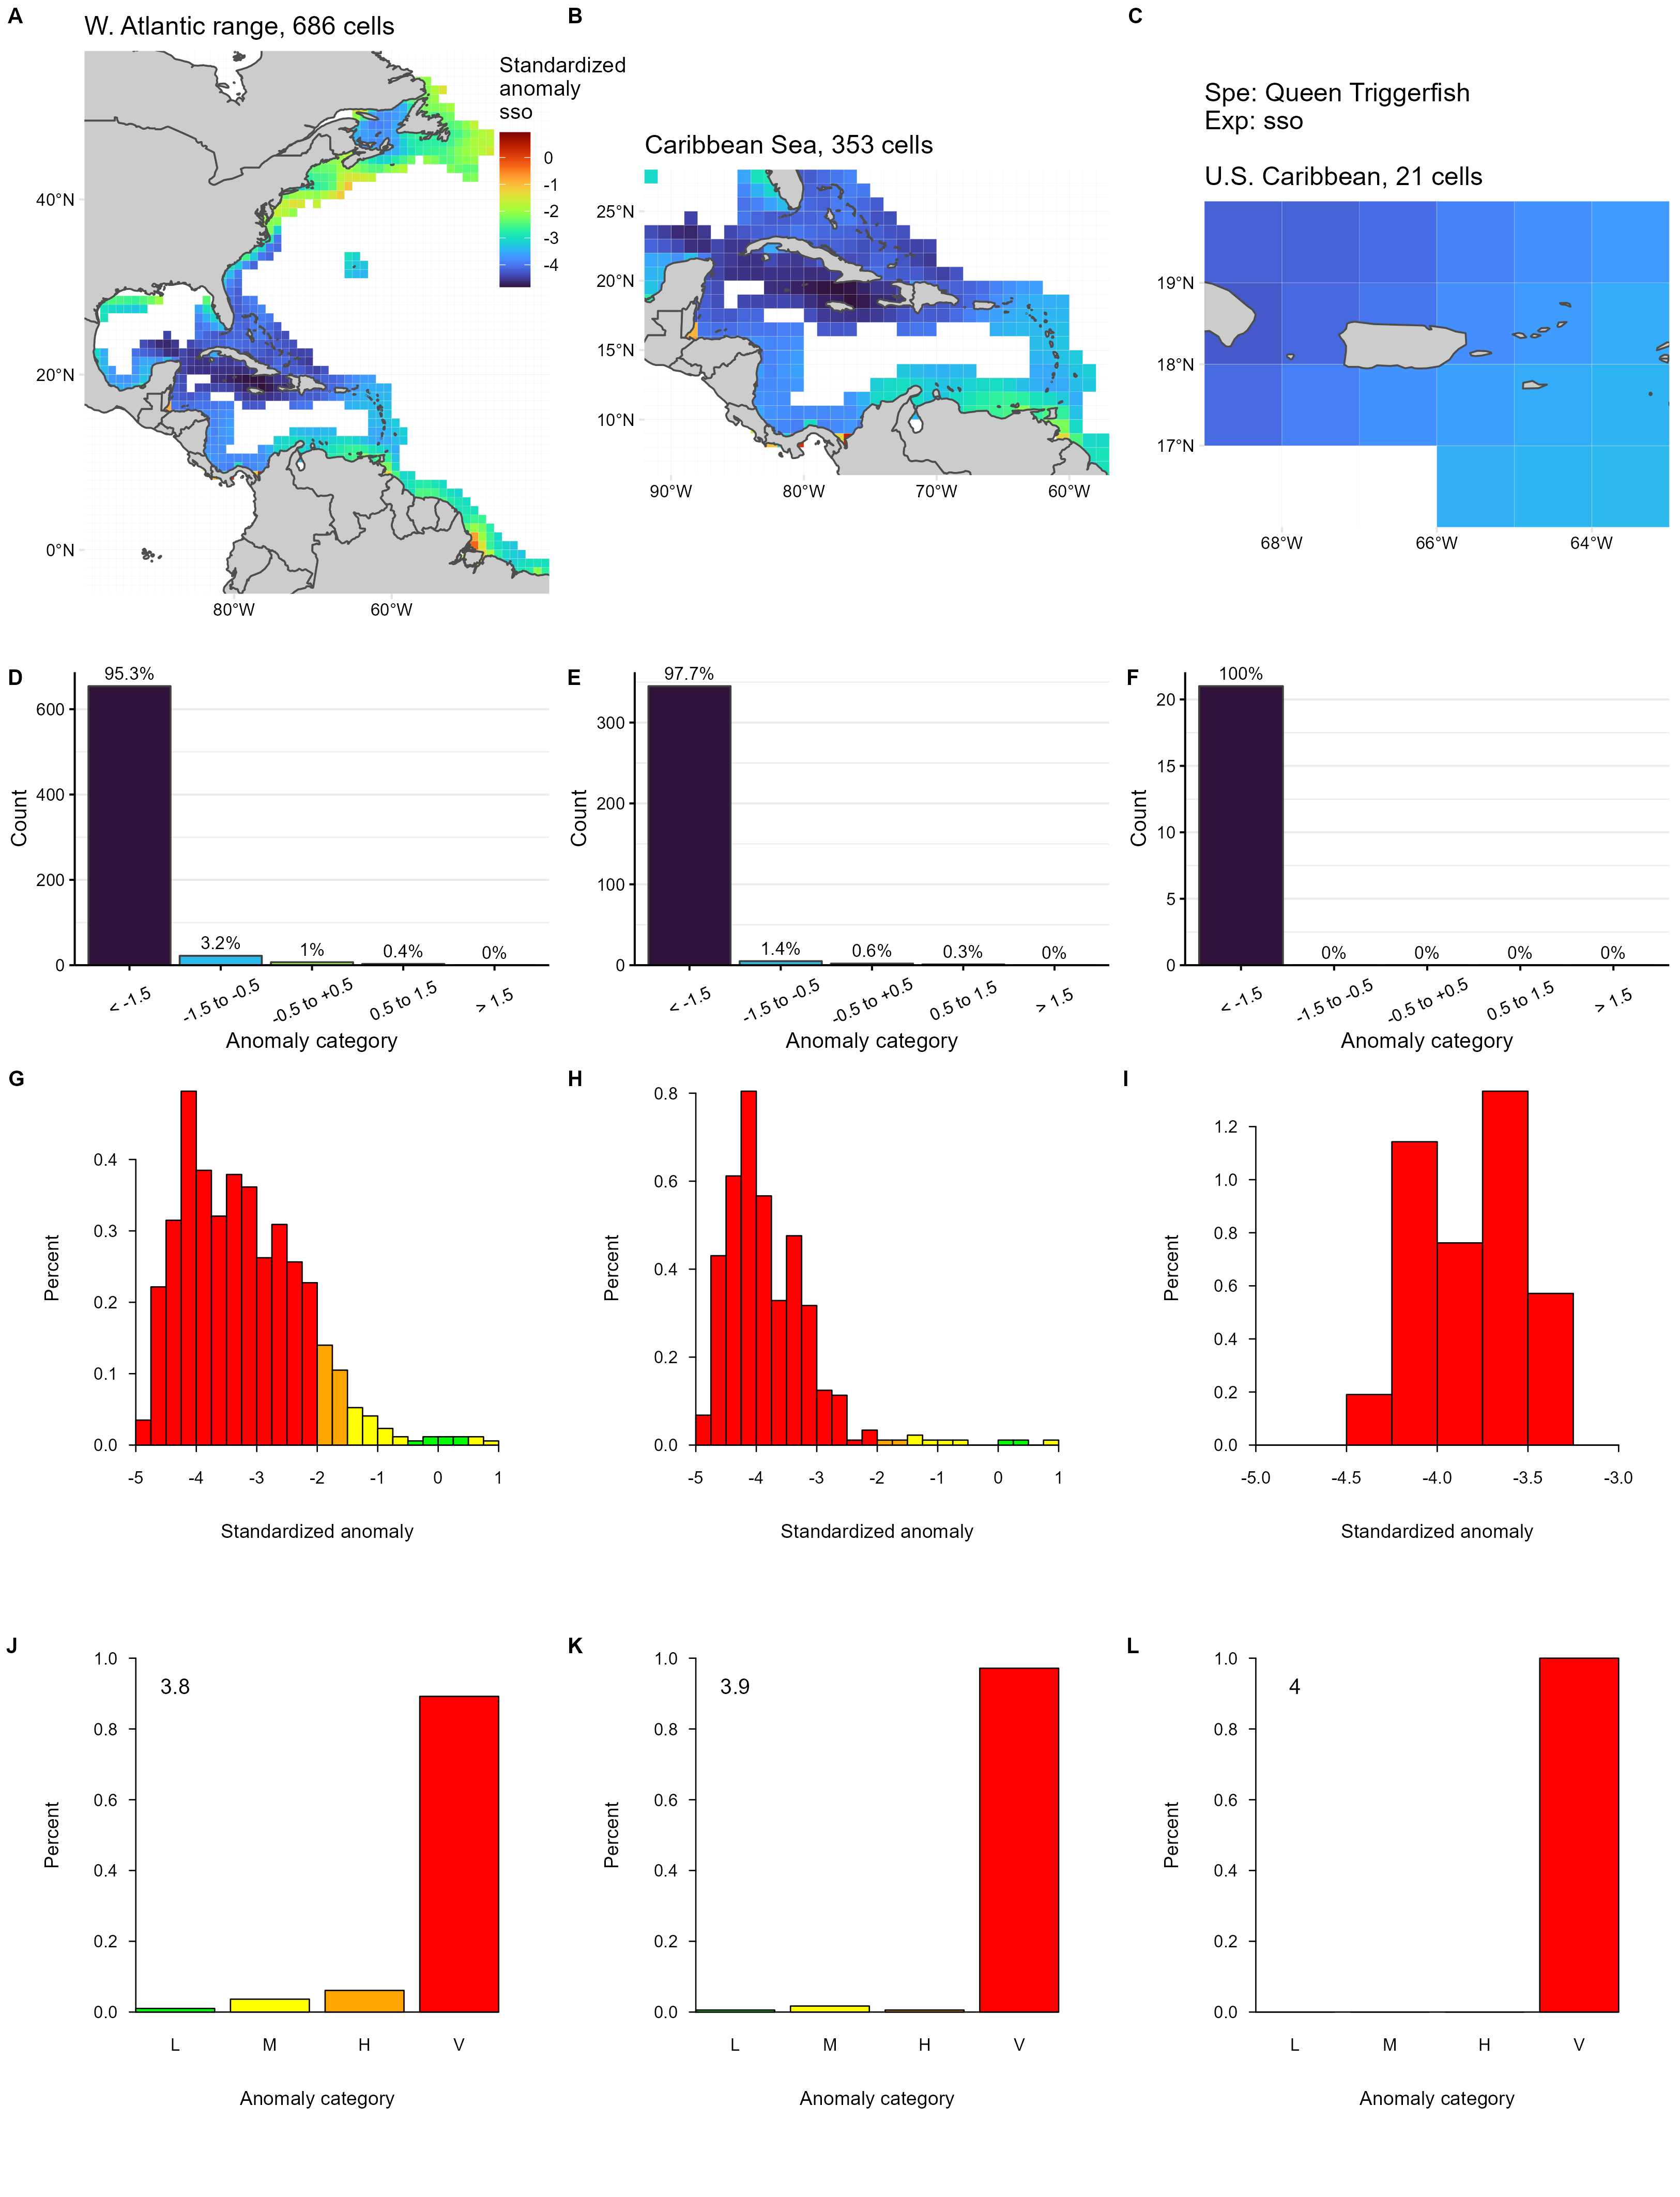 A
W. Atlantic range, 686 cells
Standardized
anomaly
sso
0
-1
-2
-3
-4
40°N
20°N
0°N
80°W
60°W
B
Caribbean Sea, 353 cells
25°N
20°N
15°N
10°N
90°W
80°W
70°W
60°W
C
Spe: Queen Triggerfish
Exp: sso
U.S. Caribbean, 21 cells
19°N
18°N
17°N
68°W
66°W
64°W
D
95.3%
3.2%
1%
0.4%
0%
600
400
200
0
Count
< -1.5
-1.5 to -0.5
-0.5 to +0.5
0.5 to 1.5
> 1.5
Anomaly category
E
97.7%
1.4%
0.6%
0.3%
0%
300
200
100
0
Count
< -1.5
-1.5 to -0.5
-0.5 to +0.5
0.5 to 1.5
> 1.5
Anomaly category
F
100%
0%
0%
0%
0%
20
15
10
5
0
Count
< -1.5
-1.5 to -0.5
-0.5 to +0.5
0.5 to 1.5
> 1.5
Anomaly category
G
0.4
0.3
0.2
0.1
0.0
Percent
-5
-4
-3
-2
-1
0
1
Standardized anomaly
H
0.8
0.6
0.4
0.2
0.0
Percent
-5
-4
-3
-2
-1
0
1
Standardized anomaly
I
1.2
1.0
0.8
0.6
0.4
0.2
0.0
Percent
-5.0
-4.5
-4.0
-3.5
-3.0
Standardized anomaly
J
3.8
1.0
0.8
0.6
0.4
0.2
0.0
Percent
L
M
H
V
Anomaly category
K
3.9
1.0
0.8
0.6
0.4
0.2
0.0
Percent
L
M
H
V
Anomaly category
L
4
1.0
0.8
0.6
0.4
0.2
0.0
Percent
L
M
H
V
Anomaly category